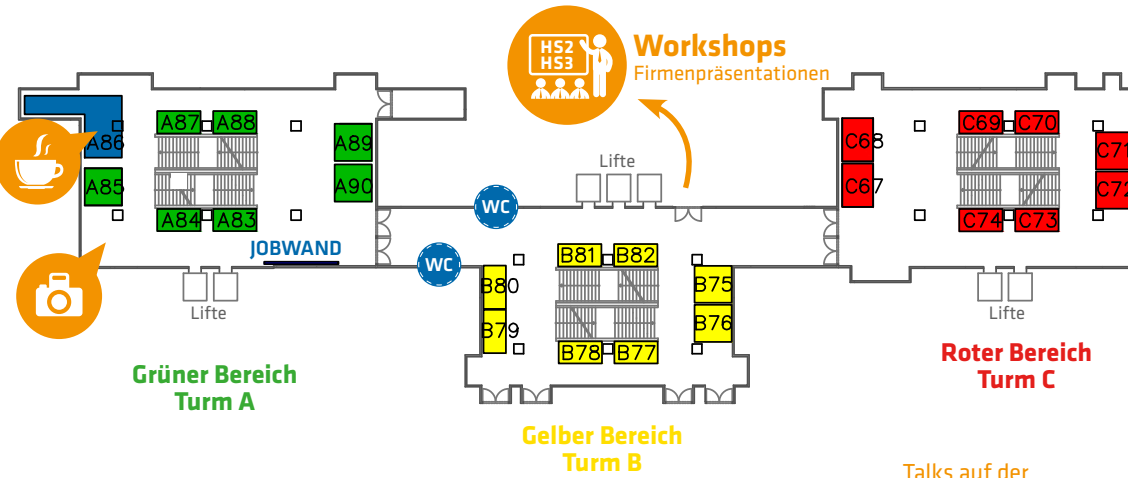 HS2
HS3
Workshops
Firmenpräsentationen
A87
A88
A86
A89
A85
A90
A84
A83
JOBWAND
Lifte
WC
WC
Lifte
B81
B82
B80
B75
B79
B76
B78
B77
C69
C70
C68
C71
C67
C72
C74
C73
Lifte
Grüner Bereich
Turm A
Gelber Bereich
Turm B
Roter Bereich
Turm C
Talks auf der